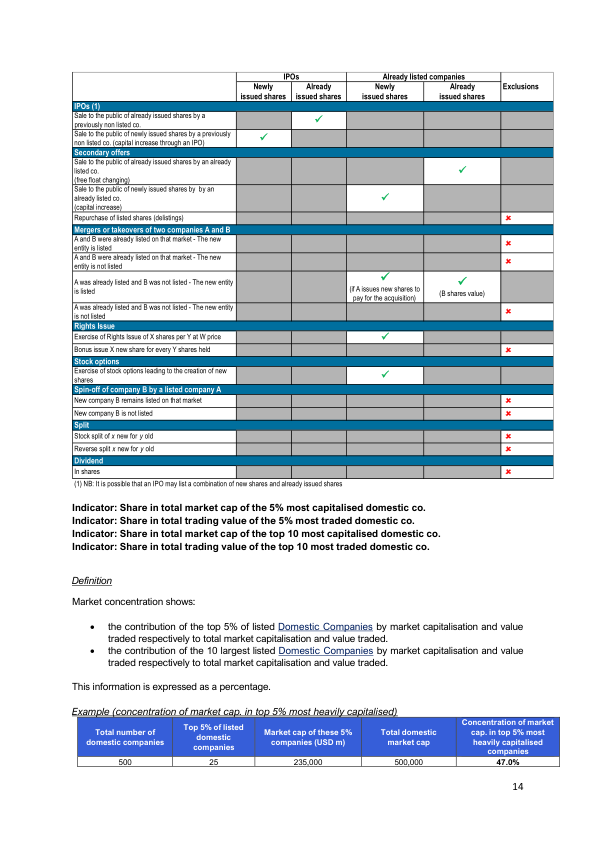 IPOs Already listed companies
Newly issued shares Already issued shares Newly issued shares Already issued shares Exclusions
IPOs (1)
Sale to the public of already issued shares by a
previously non listed co. ✓
Sale to the public of newly issued shares by a previously
non listed co. (capital increase through an IPO) ✓
Secondary offers
Sale to the public of already issued shares by an already
listed co.
(free float changing) ✓
Sale to the public of newly issued shares by by an
already listed co.
(capital increase) ✓
Repurchase of listed shares (delistings) ✖
Mergers or takeovers of two companies A and B
A and B were already listed on that market - The new
entity is listed ✖
A and B were already listed on that market - The new
entity is not listed ✖
A was already listed and B was not listed - The new entity
is listed ✓ (if A issues new shares to pay for the acquisition) ✓ (B shares value)
A was already listed and B was not listed - The new entity
is not listed ✖
Rights Issue
Exercise of Rights Issue of X shares per Y at W price ✓
Bonus issue X new share for every Y shares held ✖
Stock options
Exercise of stock options leading to the creation of new
shares ✓
Spin-off of company B by a listed company A
New company B remains listed on that market ✖
New company B is not listed ✖
Split
Stock split of x new for y old ✖
Reverse split x new for y old ✖
Dividend
In shares ✖
(1) NB: It is possible that an IPO may list a combination of new shares and already issued shares
Indicator: Share in total market cap of the 5% most capitalised domestic co.
Indicator: Share in total trading value of the 5% most traded domestic co.
Indicator: Share in total market cap of the top 10 most capitalised domestic co.
Indicator: Share in total trading value of the top 10 most traded domestic co.
Definition
Market concentration shows:
• the contribution of the top 5% of listed Domestic Companies by market capitalisation and value
traded respectively to total market capitalisation and value traded.
• the contribution of the 10 largest listed Domestic Companies by market capitalisation and value
traded respectively to total market capitalisation and value traded.
This information is expressed as a percentage.
Example (concentration of market cap. in top 5% most heavily capitalised)
Total number of domestic companies Top 5% of listed domestic companies Market cap of these 5% companies (USD m) Total domestic market cap Concentration of market cap. in top 5% most heavily capitalised companies
500 25 235,000 500,000 47.0%
14